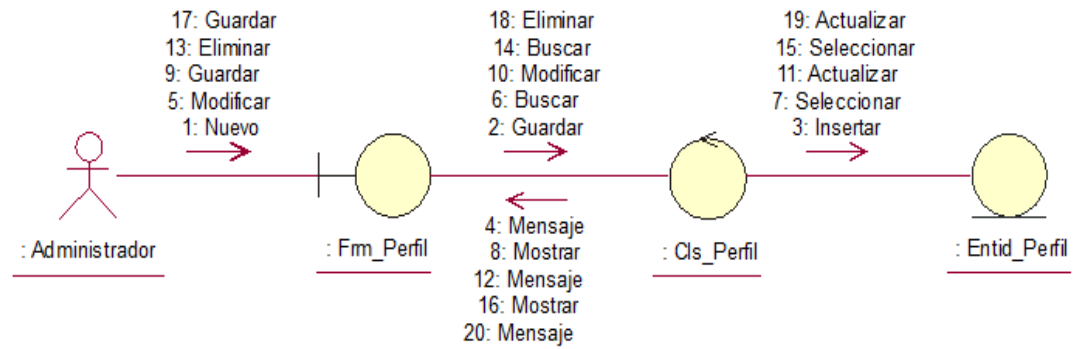 17: Guardar
13: Eliminar
9: Guardar
5: Modificar
1: Nuevo
18: Eliminar
14: Buscar
10: Modificar
6: Buscar
2: Guardar
19: Actualizar
15: Seleccionar
11: Actualizar
7: Seleccionar
3: Insertar
4: Mensaje
8: Mostrar
12: Mensaje
16: Mostrar
20: Mensaje
: Administrador
: Frm_Perfil
: Cls_Perfil
: Entid_Perfil